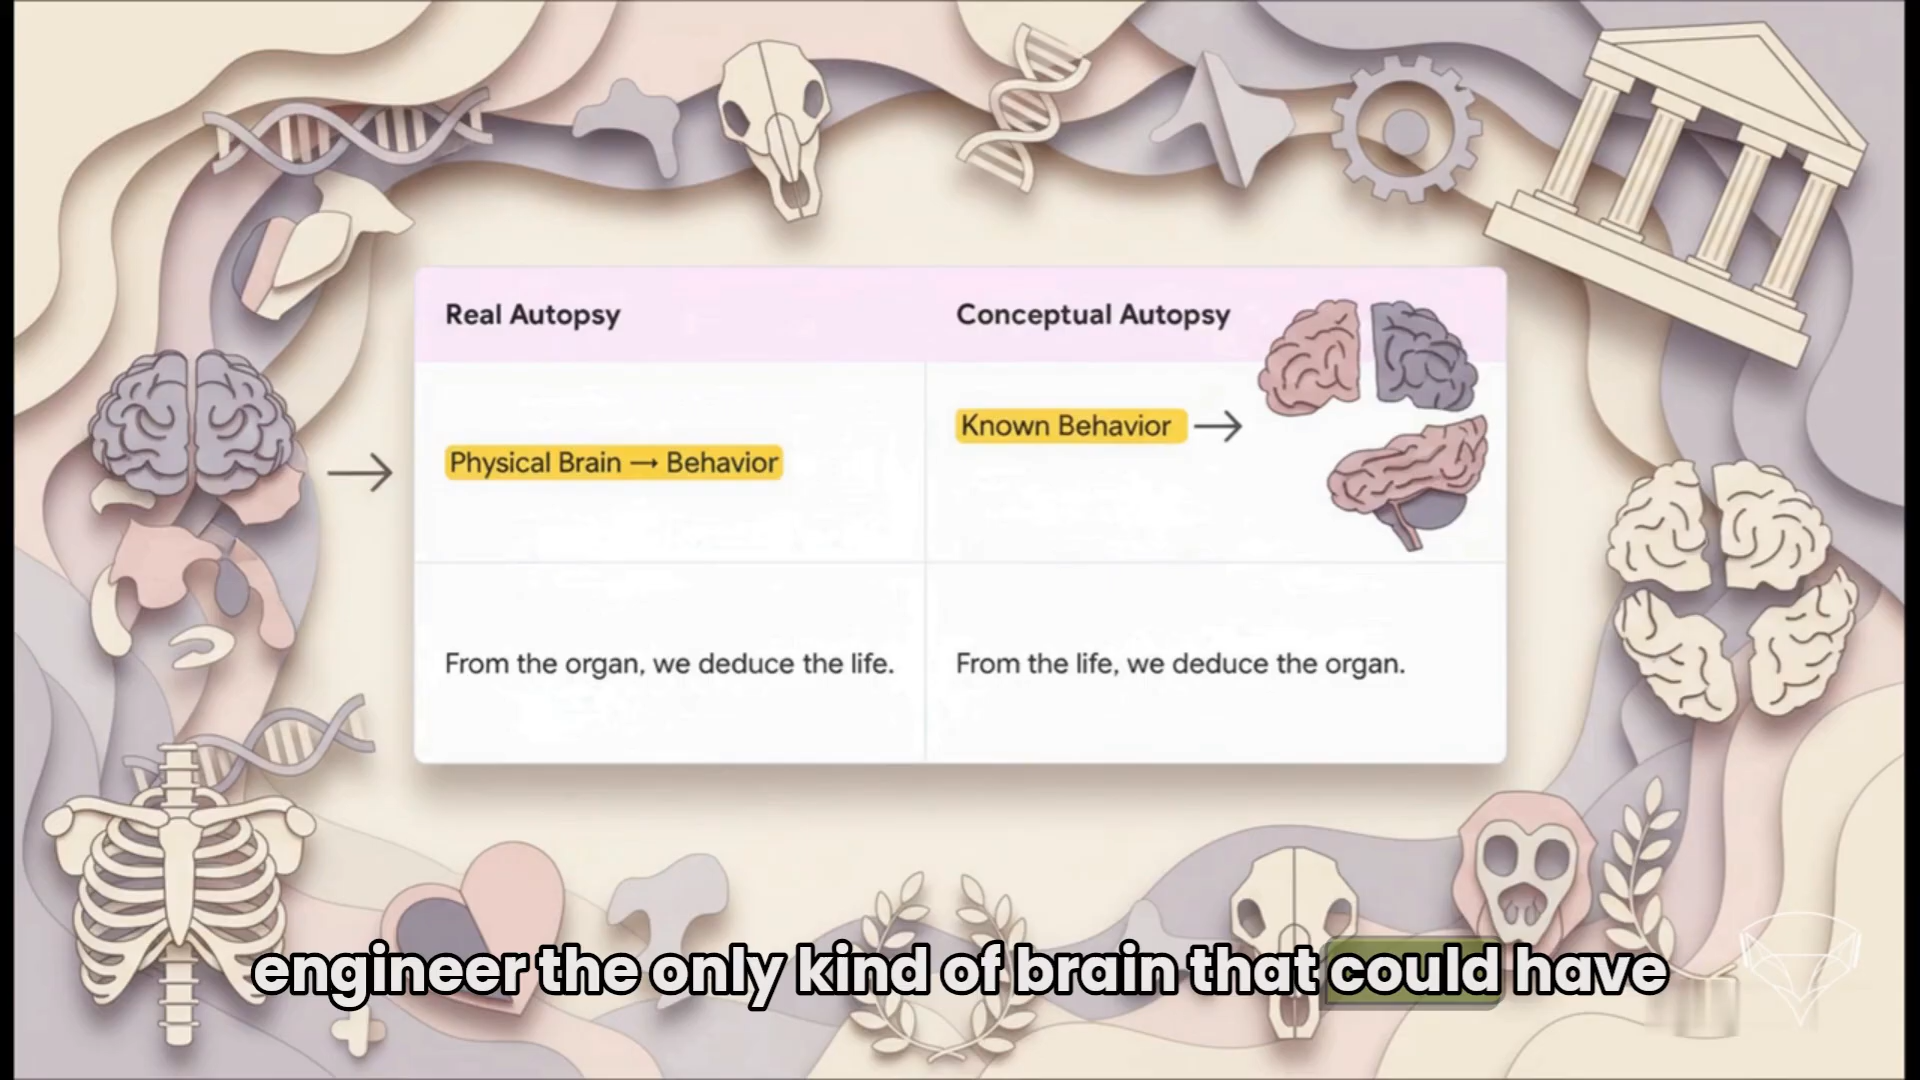 Real Autopsy
Conceptual Autopsy
Physical Brain → Behavior
Known Behavior →
From the organ, we deduce the life.
From the life, we deduce the organ.
engineer the only kind of brain that could have